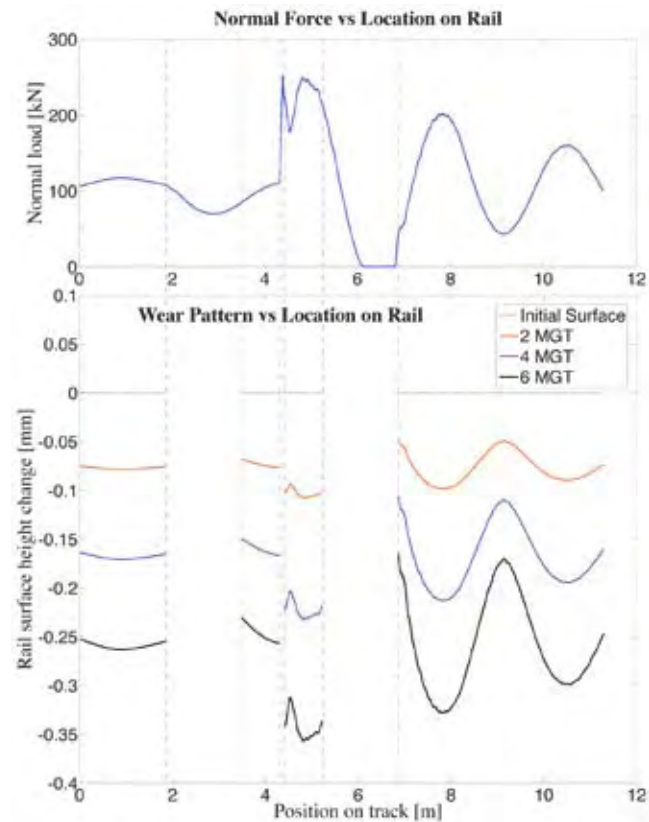 Normal Force vs Location on Rail
300
200
100
0
Normal load [kN]
0 2 4 6 8 10 12
0.1
0.05
0
-0.05
-0.1
-0.15
-0.2
-0.25
-0.3
-0.35
-0.4
Rail surface height change [mm]
Wear Pattern vs Location on Rail
Initial Surface
2 MGT
4 MGT
6 MGT
0 2 4 6 8 10 12
Position on track [m]